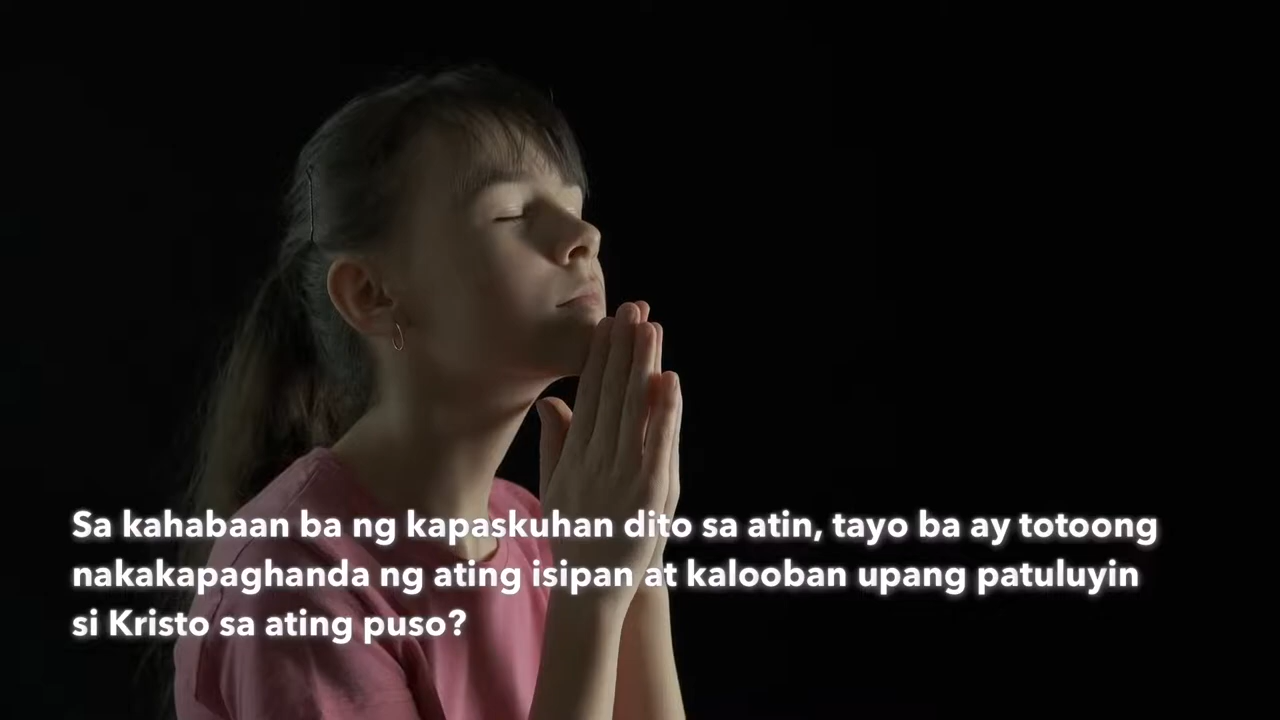 Sa kahabaan ba ng kapaskuhan dito sa atin, tayo ba ay totoong
nakakapaghanda ng ating isipan at kalooban upang patuluyin
si Kristo sa ating puso?